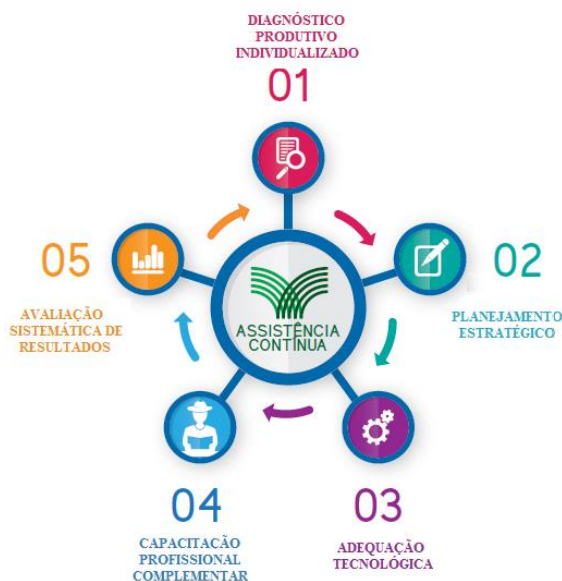 DIAGNÓSTICO
PRODUTIVO
INDIVIDUALIZADO
01
02
PLANEJAMENTO
ESTRATÉGICO
03
ADEQUAÇÃO
TECNOLÓGICA
04
CAPACITAÇÃO
PROFISSIONAL
COMPLEMENTAR
05
AVALIAÇÃO
SISTEMÁTICA DE
RESULTADOS
ASSISTÊNCIA
CONTÍNUA